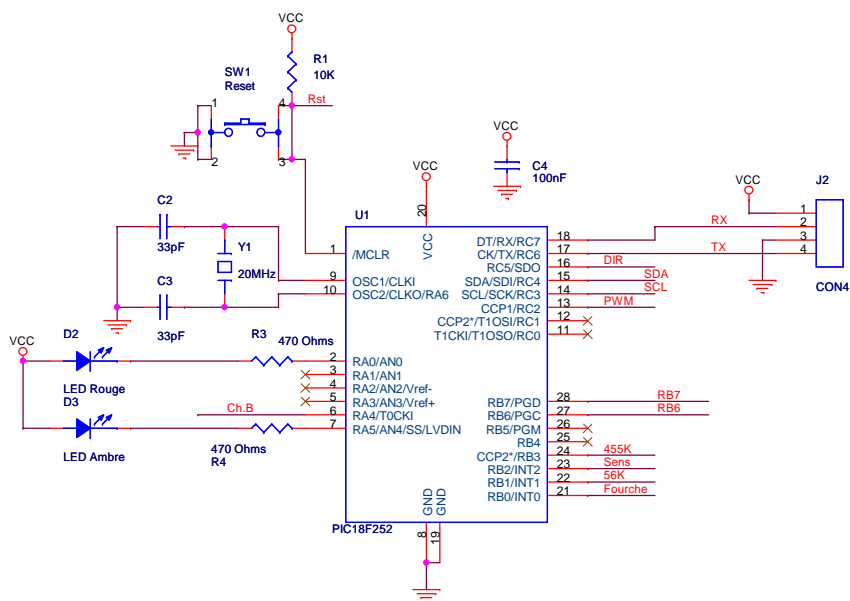 VCC
R1
10K
SW1
Reset
1
4
Rst
2
3
VCC
C4
100nF
VCC
20
U1
VCC
J2
VCC
1
RX
2
3
TX
4
CON4
C2
33pF
Y1
20MHz
C3
33pF
1
/MCLR
9
OSC1/CLKI
10
OSC2/CLKO/RA6
VCC
DT/RX/RC7
18
CK/TX/RC6
17
RC5/SDO
16
DIR
SDA/SDI/RC4
15
SDA
SCL/SCK/RC3
14
SCL
CCP1/RC2
13
PWM
CCP2*/T1OSI/RC1
12
T1CKI/T1OSO/RC0
11
VCC
D2
LED Rouge
R3
470 Ohms
2
RA0/AN0
3
RA1/AN1
4
RA2/AN2/Vref-
5
RA3/AN3/Vref+
Ch.B
6
RA4/T0CKI
7
RA5/AN4/SS/LVDIN
D3
LED Ambre
470 Ohms
R4
RB7/PGD
28
RB7
RB6/PGC
27
RB6
RB5/PGM
26
RB4
25
CCP2*/RB3
24
455K
RB2/INT2
23
Sens
RB1/INT1
22
56K
RB0/INT0
21
Fourche
GND
GND
PIC18F252
8
19